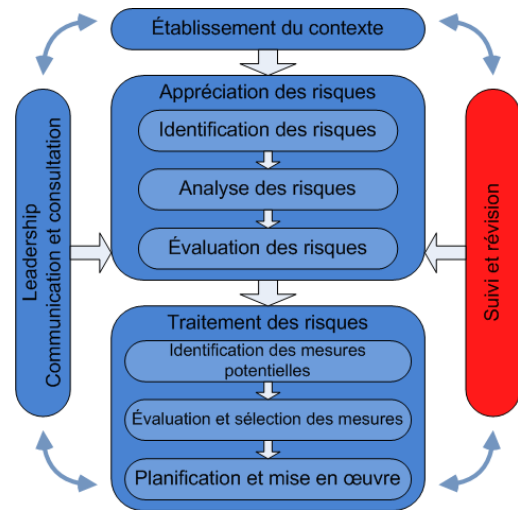 Établissement du contexte
Appréciation des risques
Identification des risques
Analyse des risques
Évaluation des risques
Leadership
Communication et consultation
Suivi et révision
Traitement des risques
Identification des mesures
potentielles
Évaluation et sélection des mesures
Planification et mise en œuvre